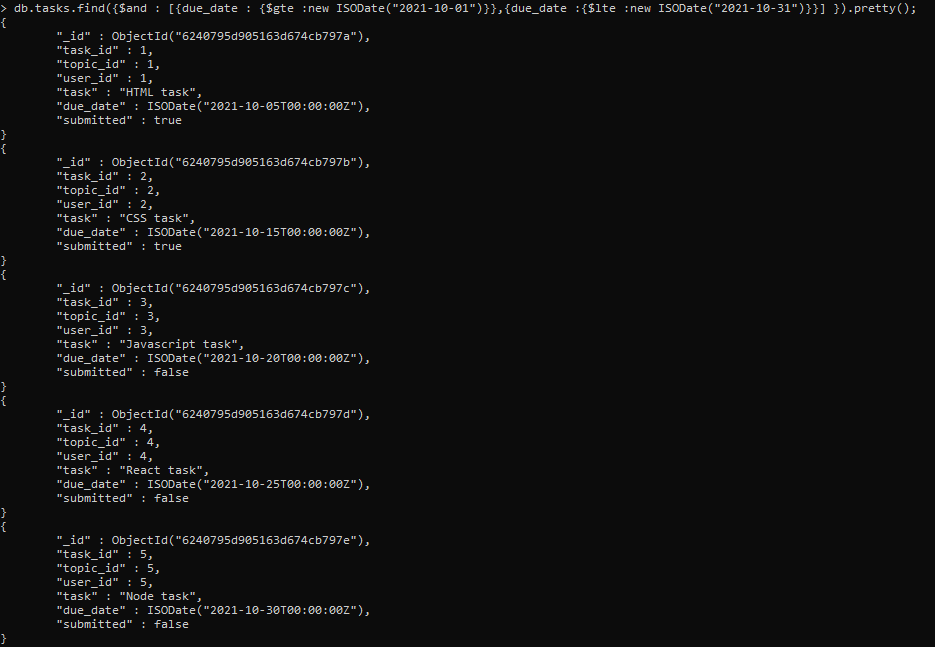 > db.tasks.find({$and : [{due_date : {$gte :new ISODate("2021-10-01")}},{due_date :{$lte :new ISODate("2021-10-31")}}] }).pretty();
{
        "_id" : ObjectId("6240795d905163d674cb797a"),
        "task_id" : 1,
        "topic_id" : 1,
        "user_id" : 1,
        "task" : "HTML task",
        "due_date" : ISODate("2021-10-05T00:00:00Z"),
        "submitted" : true
}
{
        "_id" : ObjectId("6240795d905163d674cb797b"),
        "task_id" : 2,
        "topic_id" : 2,
        "user_id" : 2,
        "task" : "CSS task",
        "due_date" : ISODate("2021-10-15T00:00:00Z"),
        "submitted" : true
}
{
        "_id" : ObjectId("6240795d905163d674cb797c"),
        "task_id" : 3,
        "topic_id" : 3,
        "user_id" : 3,
        "task" : "Javascript task",
        "due_date" : ISODate("2021-10-20T00:00:00Z"),
        "submitted" : false
}
{
        "_id" : ObjectId("6240795d905163d674cb797d"),
        "task_id" : 4,
        "topic_id" : 4,
        "user_id" : 4,
        "task" : "React task",
        "due_date" : ISODate("2021-10-25T00:00:00Z"),
        "submitted" : false
}
{
        "_id" : ObjectId("6240795d905163d674cb797e"),
        "task_id" : 5,
        "topic_id" : 5,
        "user_id" : 5,
        "task" : "Node task",
        "due_date" : ISODate("2021-10-30T00:00:00Z"),
        "submitted" : false
}